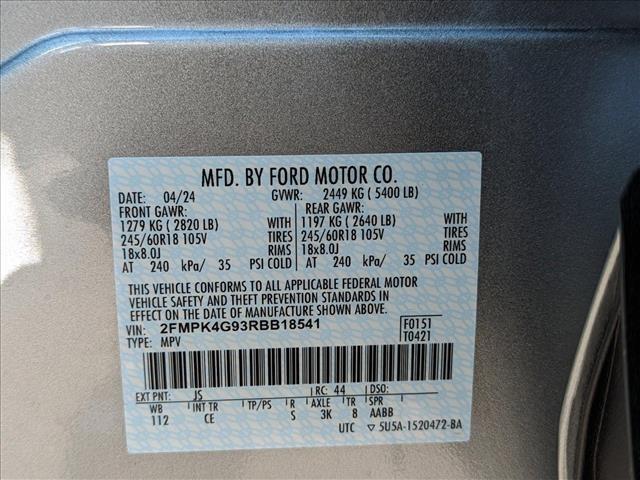 MFD. BY FORD MOTOR CO.
DATE: 04/24 GVWR: 2449 KG ( 5400 LB)
FRONT GAWR: REAR GAWR:
1279 KG ( 2820 LB) WITH 1197 KG ( 2640 LB) WITH
245/60R18 105V TIRES 245/60R18 105V TIRES
18x8.0J RIMS 18x8.0J RIMS
AT 240 kPa/ 35 PSI COLD AT 240 kPa/ 35 PSI COLD
THIS VEHICLE CONFORMS TO ALL APPLICABLE FEDERAL MOTOR
VEHICLE SAFETY AND THEFT PREVENTION STANDARDS IN
EFFECT ON THE DATE OF MANUFACTURE SHOWN ABOVE.
VIN: 2FMPK4G93RBB18541 F0151
TYPE: MPV T0421
EXT PNT: JS RC: 44 DSO:
WB INT TR TP/PS R AXLE TR SPR
112 CE S 3K 8 AABB
UTC ▽5U5A-1520472-BA